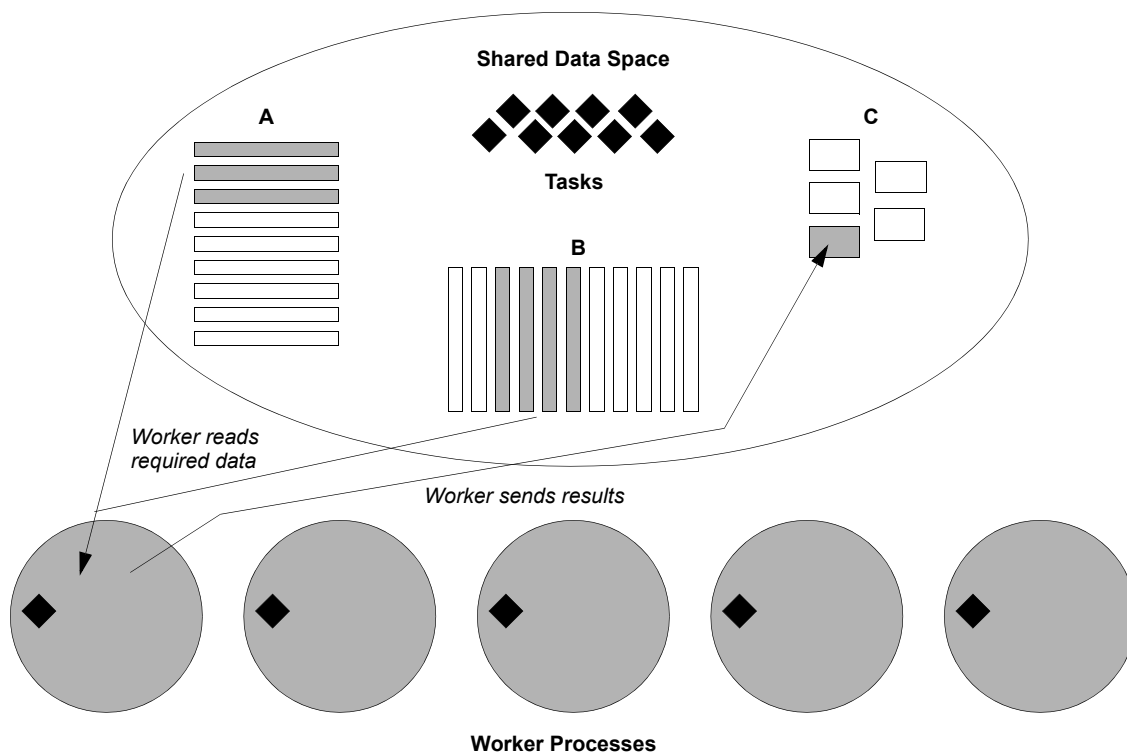 Shared Data Space
A
C
Tasks
B
Worker reads
required data
Worker sends results
Worker Processes